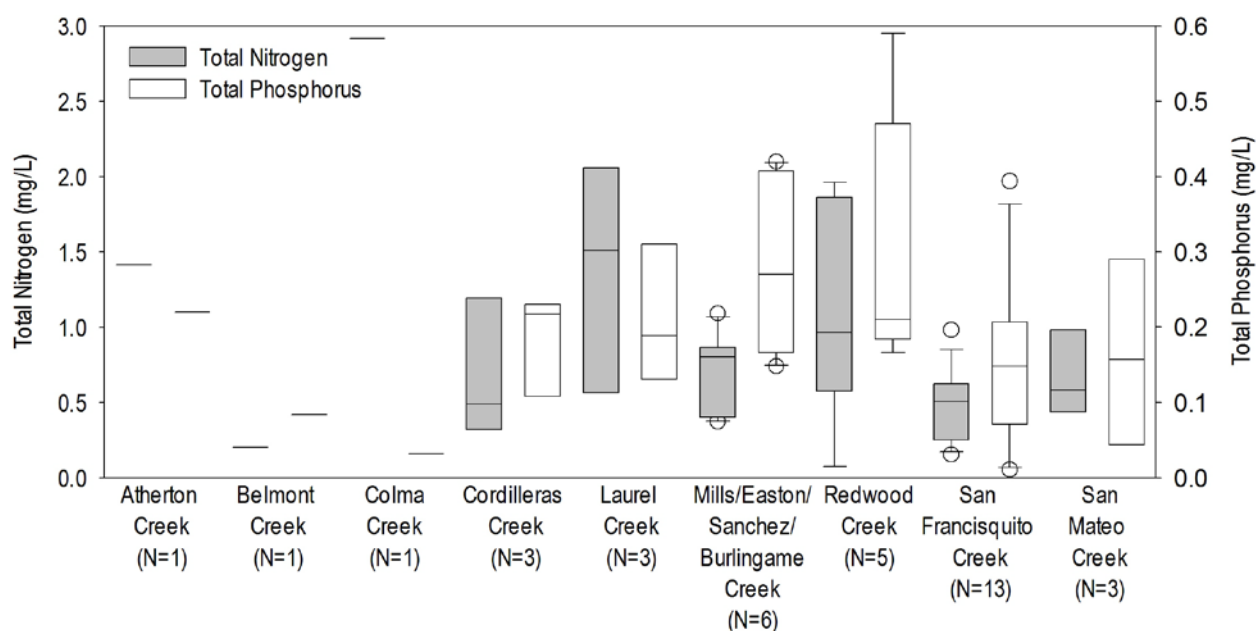 Total Nitrogen
Total Phosphorus
Total Nitrogen (mg/L)
3.0
2.5
2.0
1.5
1.0
0.5
0.0
Total Phosphorus (mg/L)
0.6
0.5
0.4
0.3
0.2
0.1
0.0
Atherton
Creek
(N=1)
Belmont
Creek
(N=1)
Colma
Creek
(N=1)
Cordilleras
Creek
(N=3)
Laurel
Creek
(N=3)
Mills/Easton/
Sanchez/
Burlingame
Creek
(N=6)
Redwood
Creek
(N=5)
San
Francisquito
Creek
(N=13)
San
Mateo
Creek
(N=3)